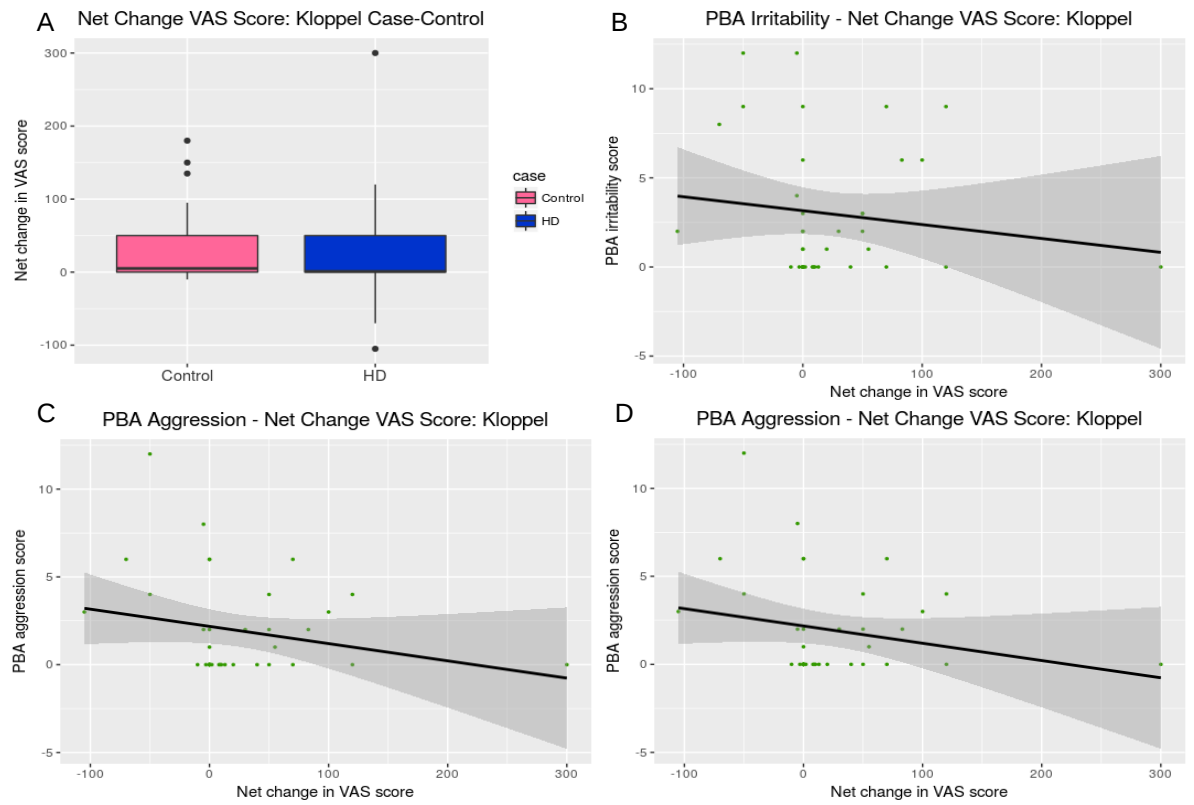 A
Net Change VAS Score: Kloppel Case-Control
Net change in VAS score
300
200
100
0
-100
Control
HD
case
Control
HD
B
PBA Irritability - Net Change VAS Score: Kloppel
PBA irritability score
10
5
0
-5
-100
0
100
200
300
Net change in VAS score
C
PBA Aggression - Net Change VAS Score: Kloppel
PBA aggression score
10
5
0
-5
-100
0
100
200
300
Net change in VAS score
D
PBA Aggression - Net Change VAS Score: Kloppel
PBA aggression score
10
5
0
-5
-100
0
100
200
300
Net change in VAS score